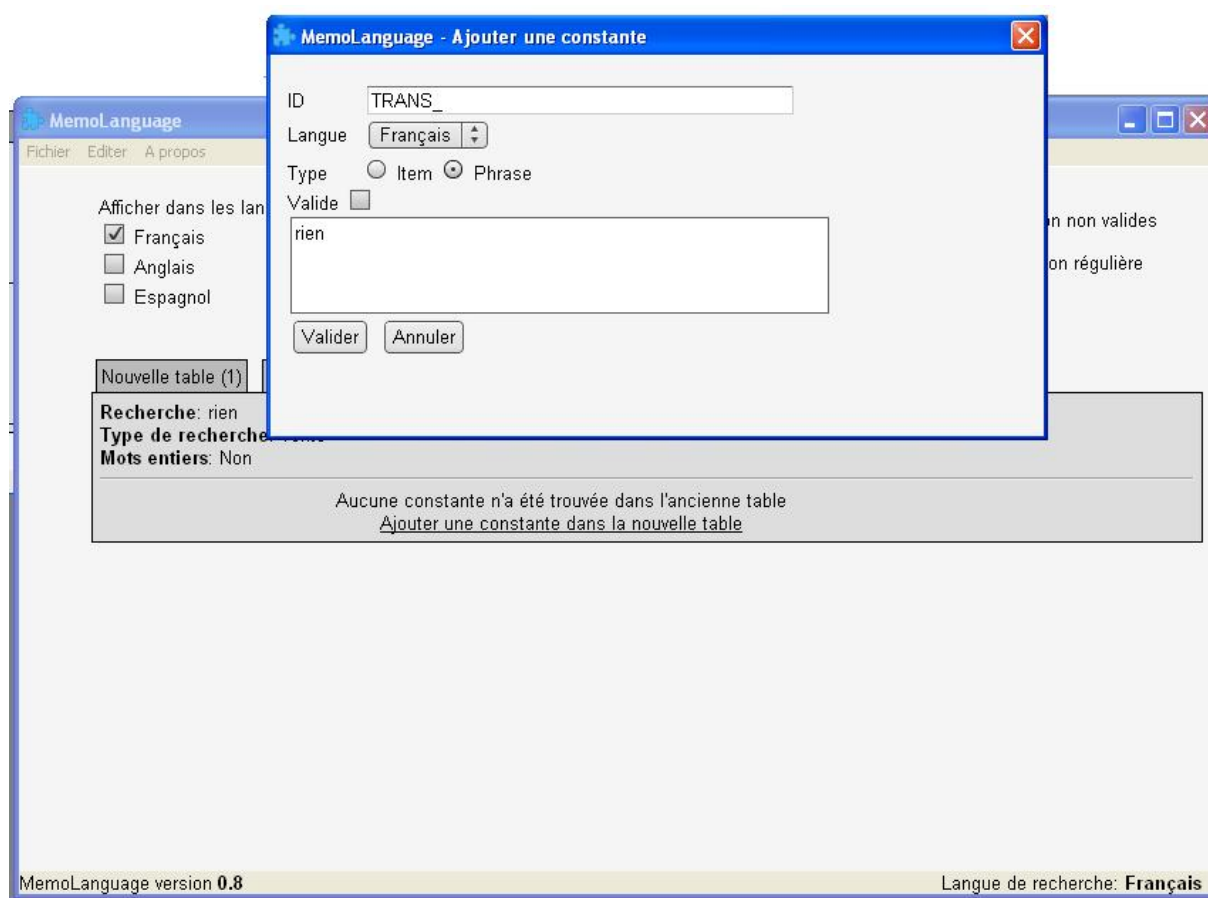 MemoLanguage - Ajouter une constante
ID TRANS_
Langue Français
Type Item Phrase
Valide
rien
Valider Annuler
MemoLanguage
Fichier Editer A propos
Afficher dans les lan
Français
Anglais
Espagnol
n non valides
on régulière
Nouvelle table (1)
Recherche: rien
Type de recherche
Mots entiers: Non
Aucune constante n'a été trouvée dans l'ancienne table
Ajouter une constante dans la nouvelle table
MemoLanguage version 0.8
Langue de recherche: Français